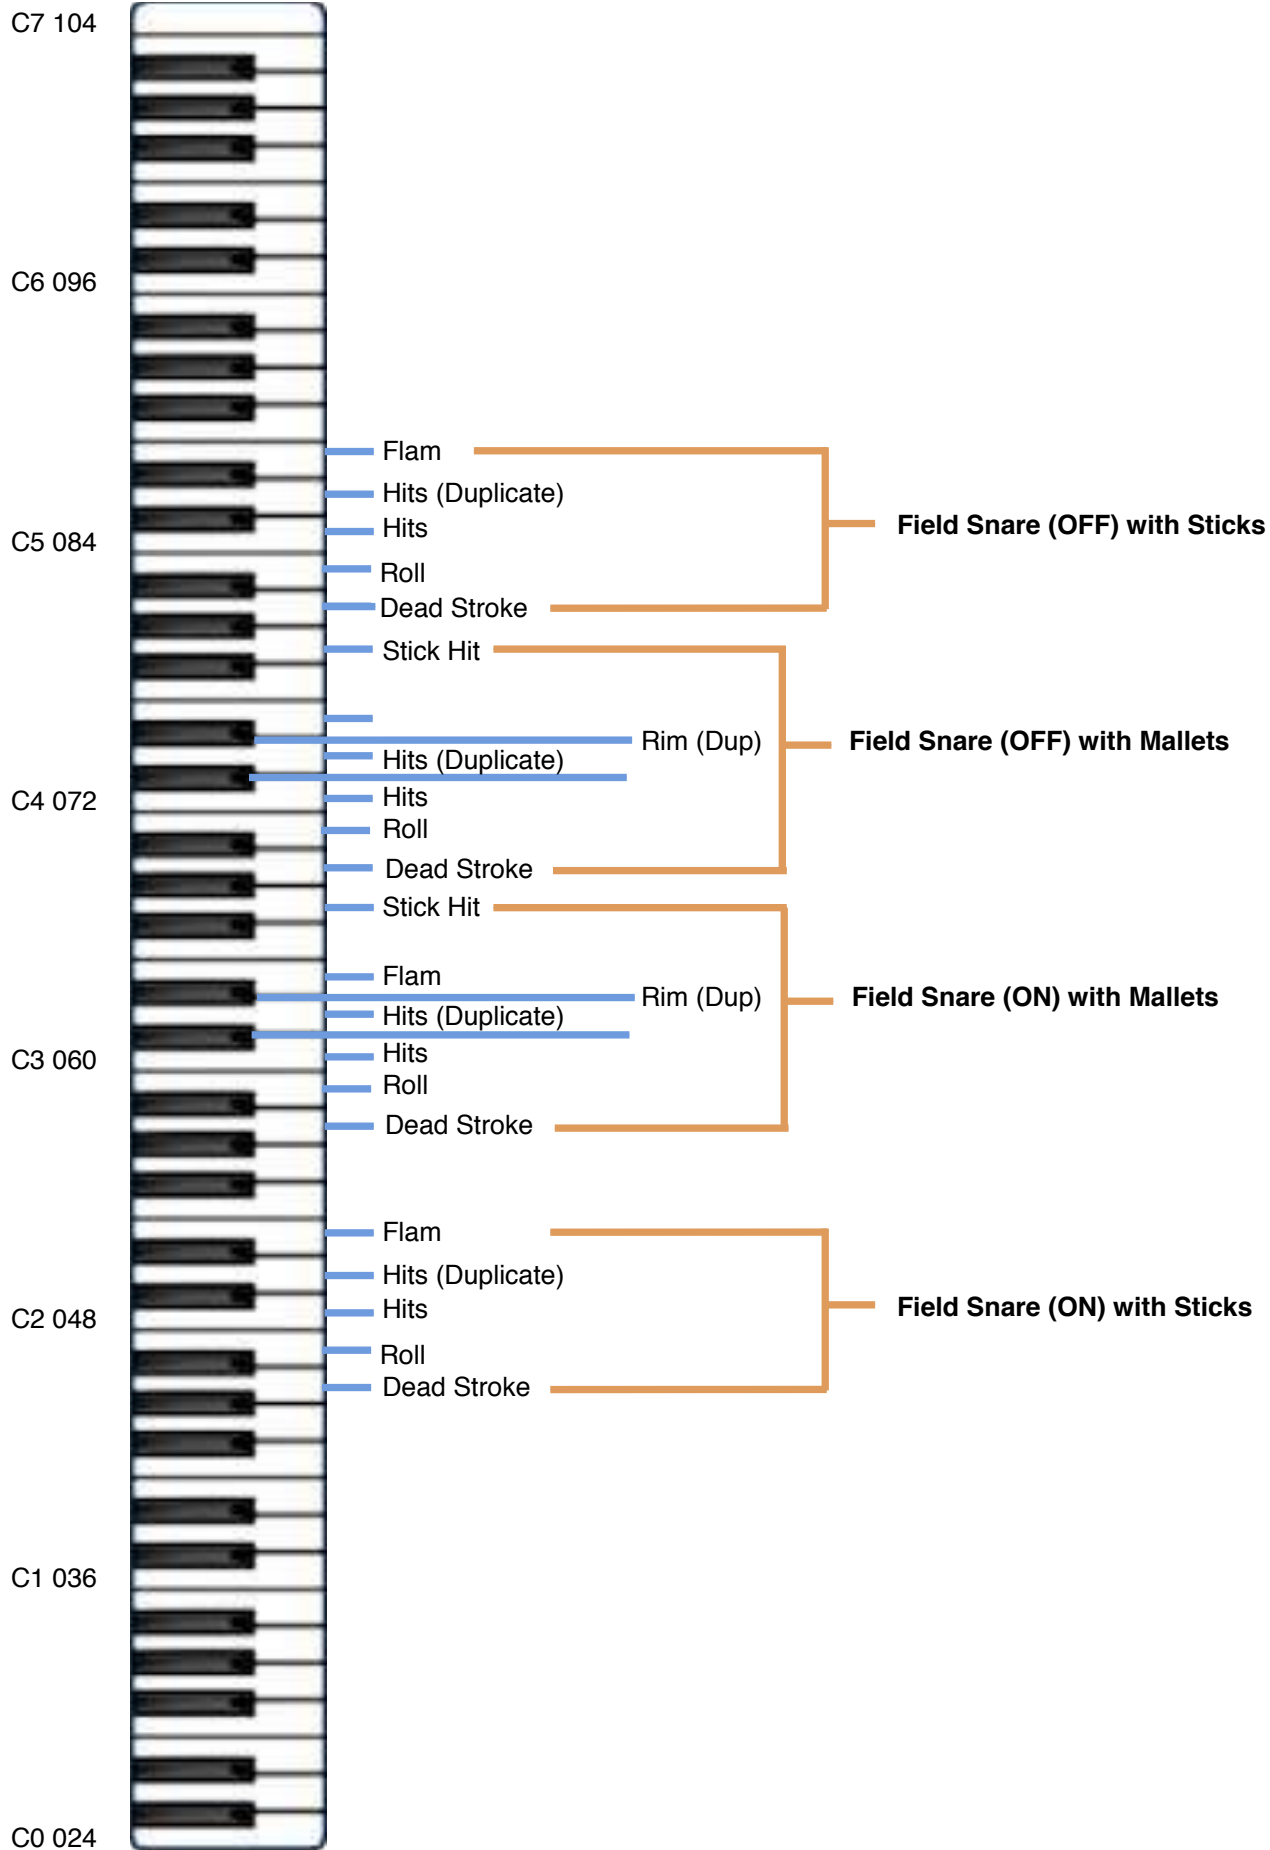 C7 104
C6 096
Flam
Hits (Duplicate)
Hits
Field Snare (OFF) with Sticks
C5 084
Roll
Dead Stroke
Stick Hit
Rim (Dup)
Field Snare (OFF) with Mallets
Hits (Duplicate)
C4 072
Hits
Roll
Dead Stroke
Stick Hit
Flam
Rim (Dup)
Field Snare (ON) with Mallets
Hits (Duplicate)
C3 060
Hits
Roll
Dead Stroke
Flam
Hits (Duplicate)
Hits
Field Snare (ON) with Sticks
C2 048
Roll
Dead Stroke
C1 036
C0 024